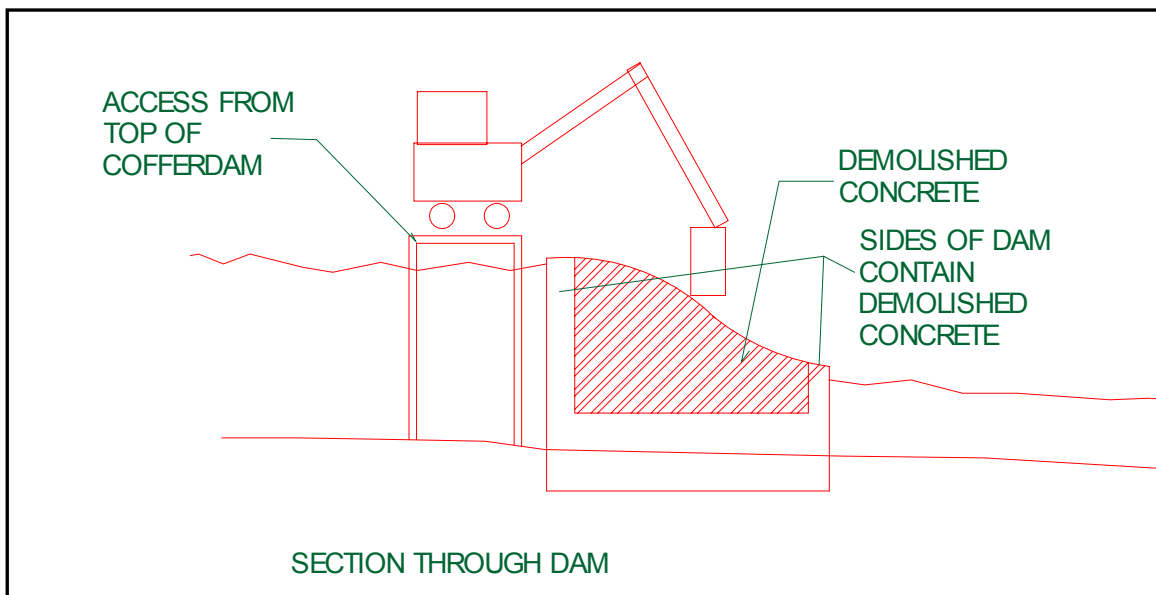 ACCESS FROM
TOP OF
COFFERDAM
DEMOLISHED
CONCRETE
SIDES OF DAM
CONTAIN
DEMOLISHED
CONCRETE
SECTION THROUGH DAM